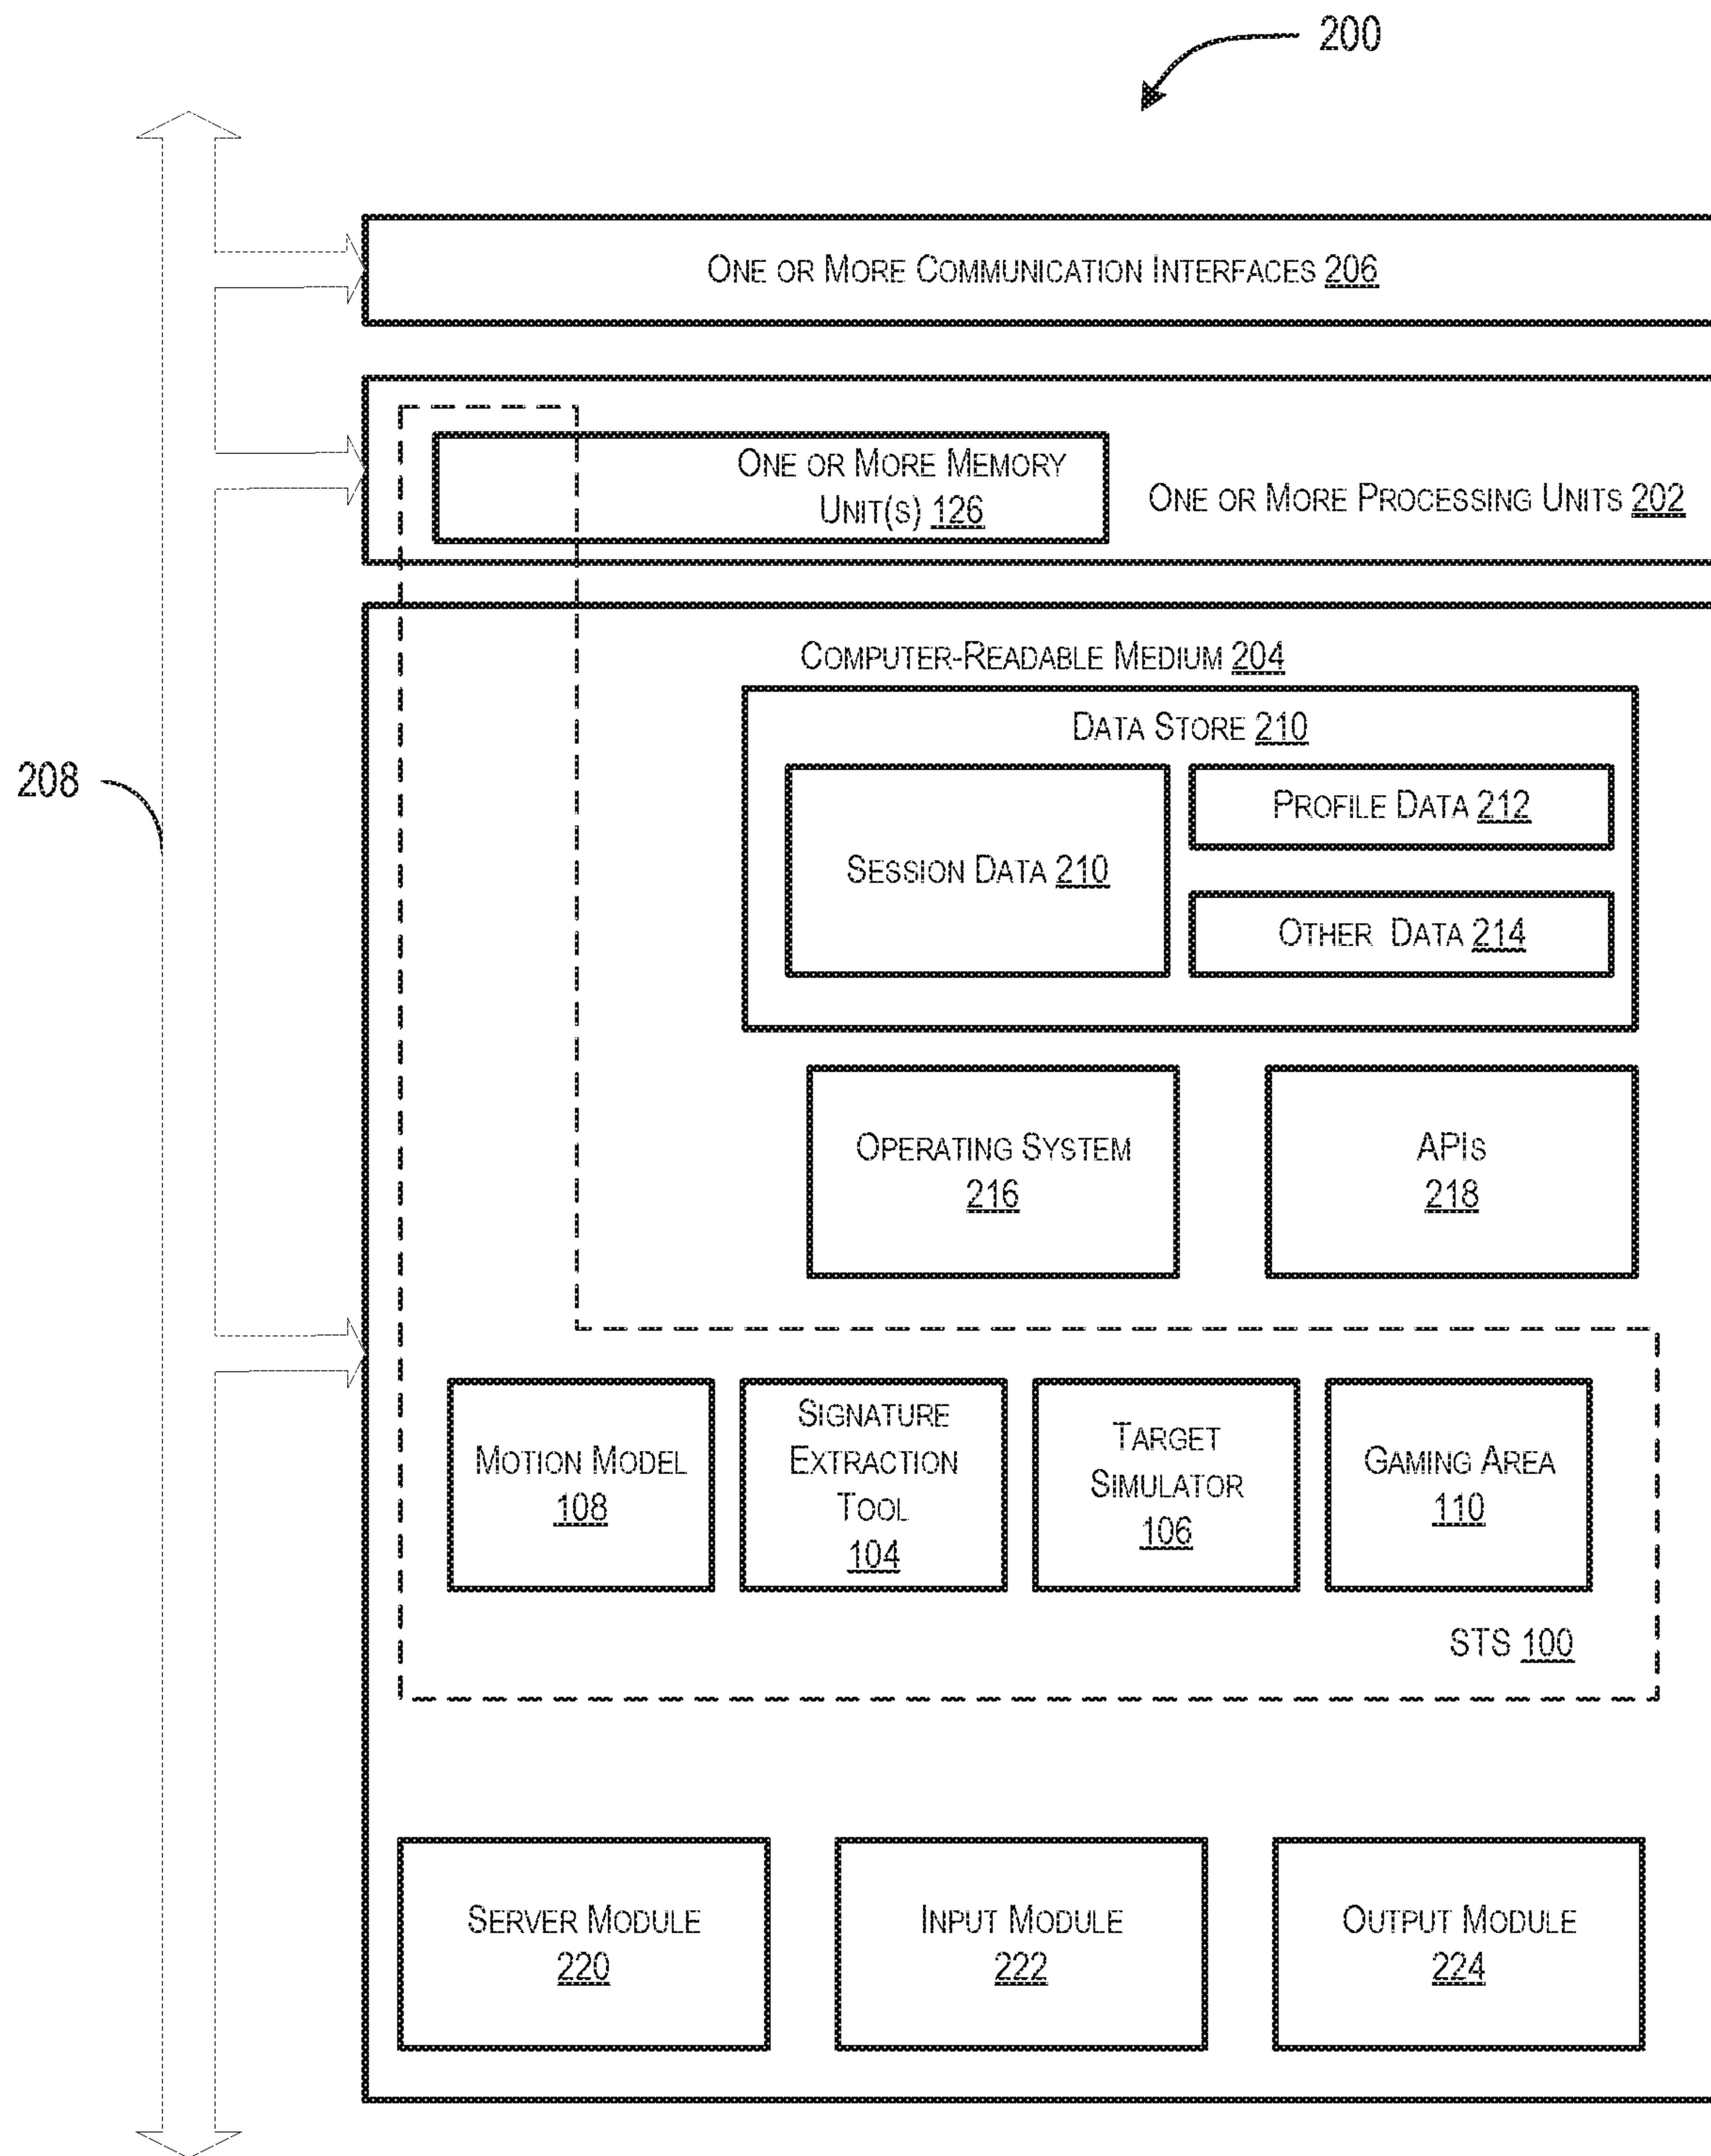 200
ONE OR MORE COMMUNICATION INTERFACES 206
ONE OR MORE MEMORY
UNIT(S) 126
ONE OR MORE PROCESSING UNITS 202
COMPUTER-READABLE MEDIUM 204
DATA STORE 210
208
SESSION DATA 210
PROFILE DATA 212
OTHER DATA 214
OPERATING SYSTEM
216
APIS
218
MOTION MODEL
108
SIGNATURE
EXTRACTION
TOOL
104
TARGET
SIMULATOR
106
GAMING AREA
110
STS 100
SERVER MODULE
220
INPUT MODULE
222
OUTPUT MODULE
224